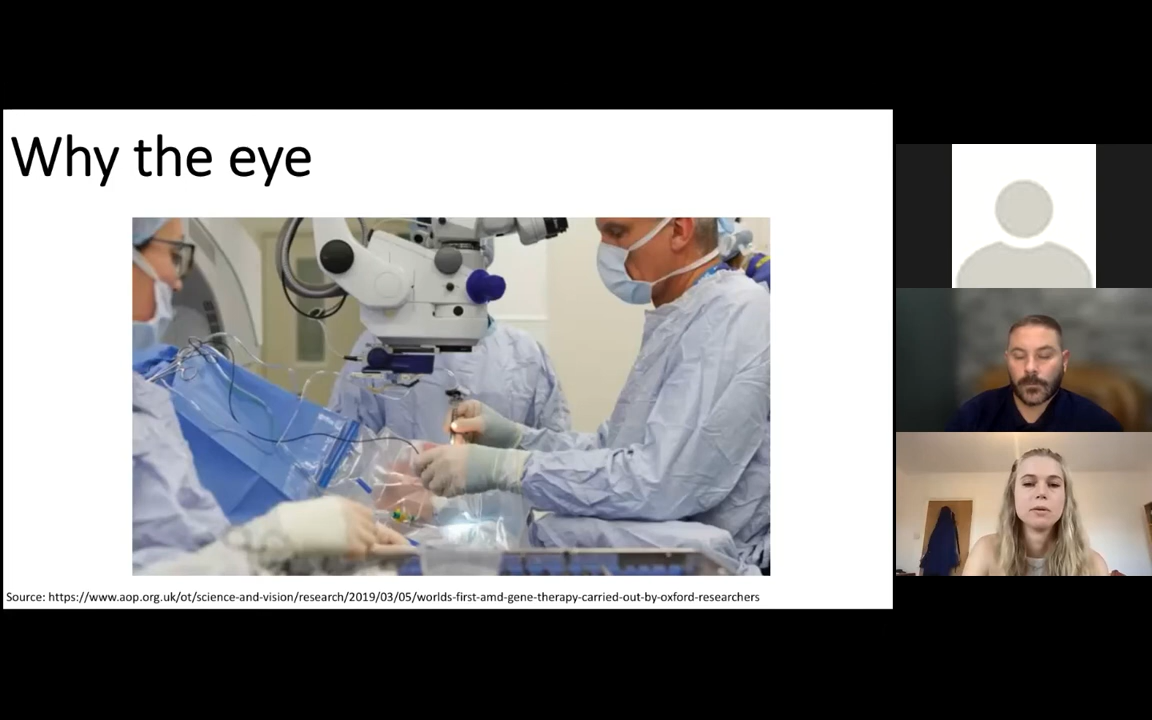 Why the eye
Source: https://www.aop.org.uk/ot/science-and-vision/research/2019/03/05/worlds-first-amd-gene-therapy-carried-out-by-oxford-researchers